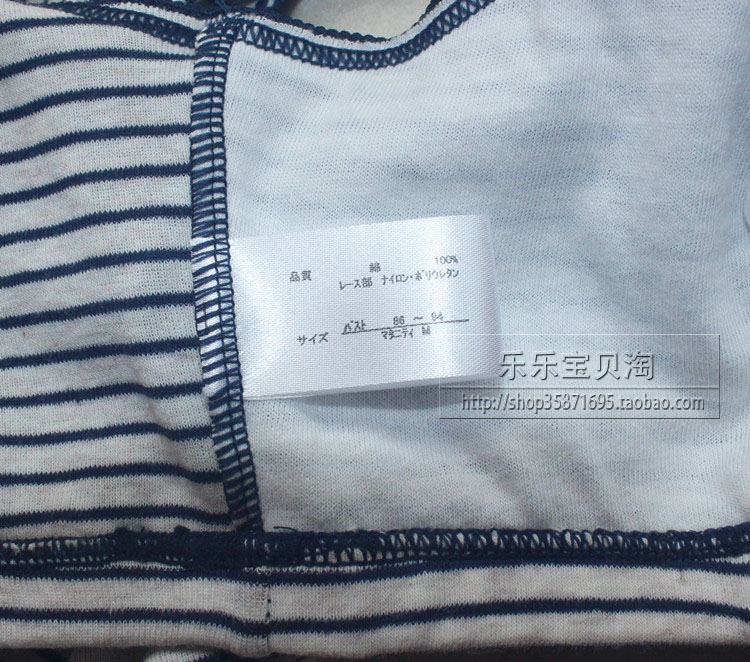 品質 綿 100%
レース部 ナイロン・ポリウレタン
サイズ バスト 86 ～ 94
マタニティ M
乐乐宝贝淘
http://shop35871695.taobao.com